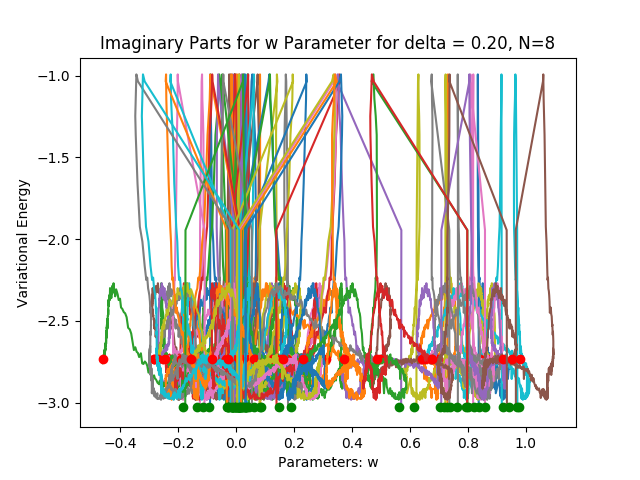 Imaginary Parts for w Parameter for delta = 0.20, N=8
−1.0
−1.5
−2.0
−2.5
−3.0
Variational Energy
−0.4 −0.2 0.0 0.2 0.4 0.6 0.8 1.0
Parameters: w